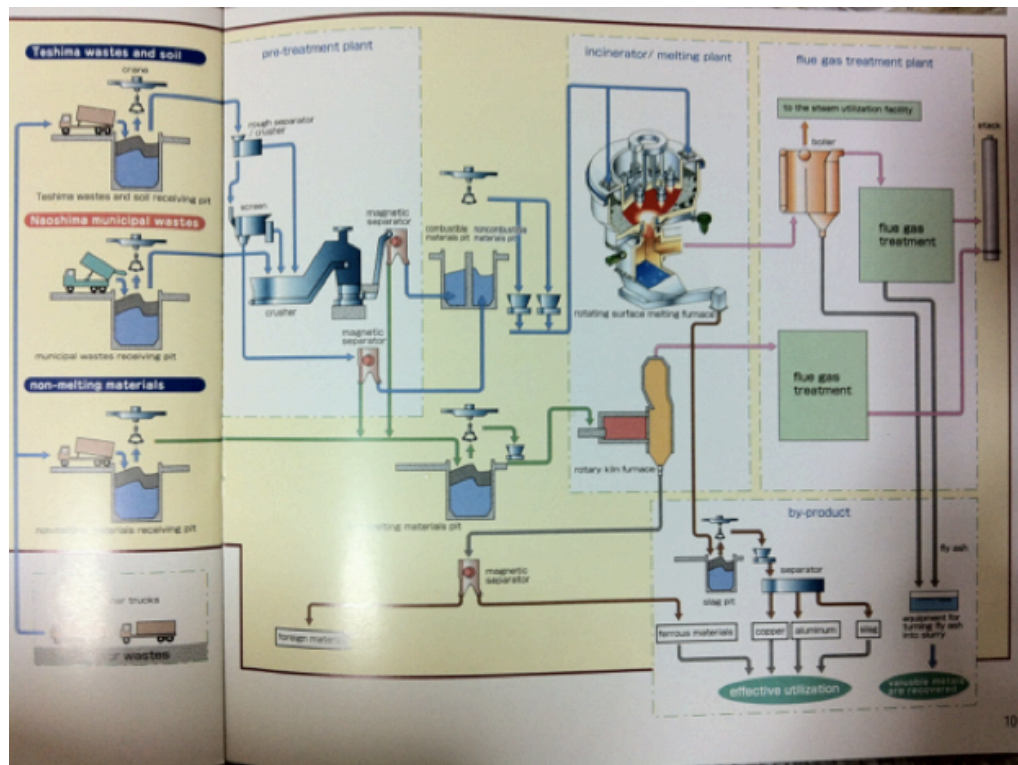 Teshima wastes and soil
crane
Teshima wastes and soil receiving pit
Naoshima municipal wastes
municipal wastes receiving pit
non-melting materials
receiving pit
trucks
wastes
pre-treatment plant
rough separator
/ crusher
screen
crusher
magnetic
separator
magnetic
separator
combustible
materials pit
noncombustible
materials pit
materials pit
incinerator/ melting plant
rotating surface melting furnace
rotary kiln furnace
flue gas treatment plant
to the steam utilization facility
boiler
stack
flue gas
treatment
flue gas
treatment
by-product
magnetic
separator
foreign
slag pit
separator
ferrous materials
copper
aluminum
slag
effective utilization
fly ash
equipment for
turning fly ash
into slurry
valuable metals
are recovered
10